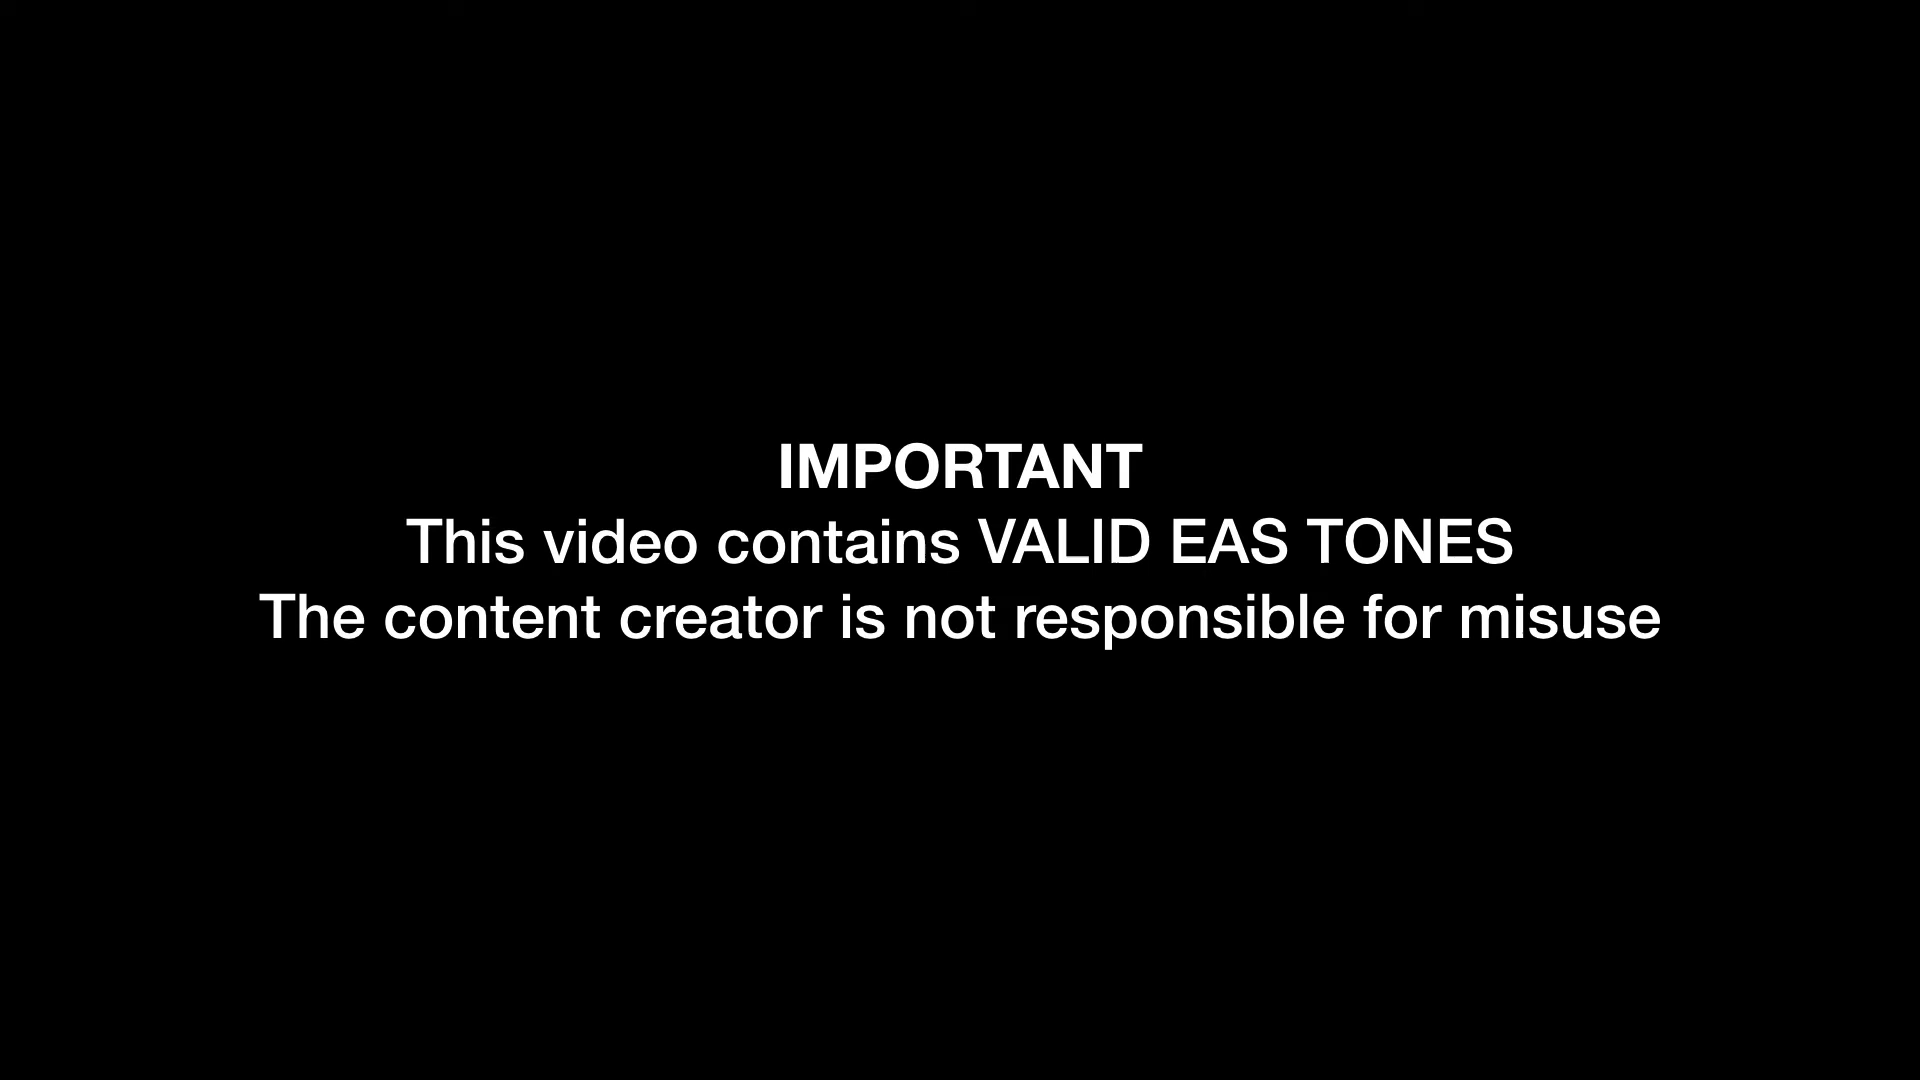 IMPORTANT
This video contains VALID EAS TONES
The content creator is not responsible for misuse